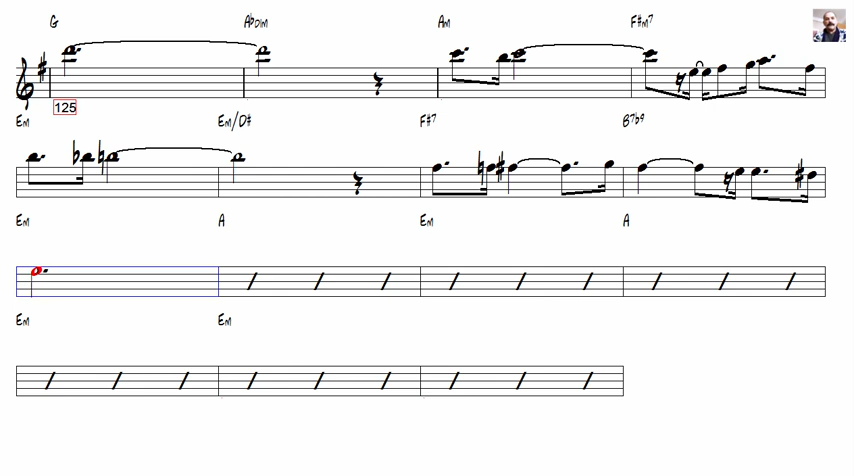 G A♭DIM AM F#M7
125
EM EM/D# F#7 B7♭9
EM A EM A
EM EM